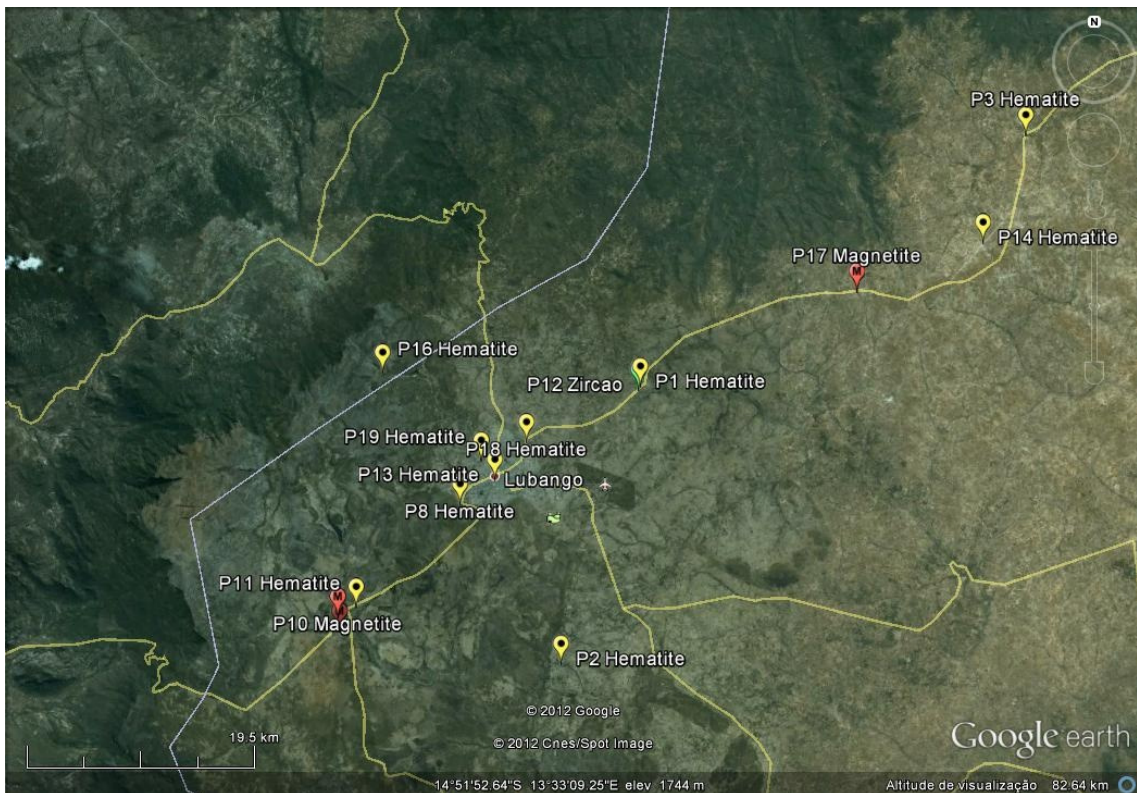 N
P3 Hematite
P14 Hematite
P17 Magnetite
M
P16 Hematite
P12 Zircao
P1 Hematite
P19 Hematite
P18 Hematite
P13 Hematite
Lubango
P8 Hematite
P11 Hematite
M
P10 Magnetite
P2 Hematite
© 2012 Google
19.5 km
© 2012 Cnes/Spot Image
Google earth
14°51'52.64"S 13°33'09.25"E elev 1744 m
Altitude de visualização 82.64 km